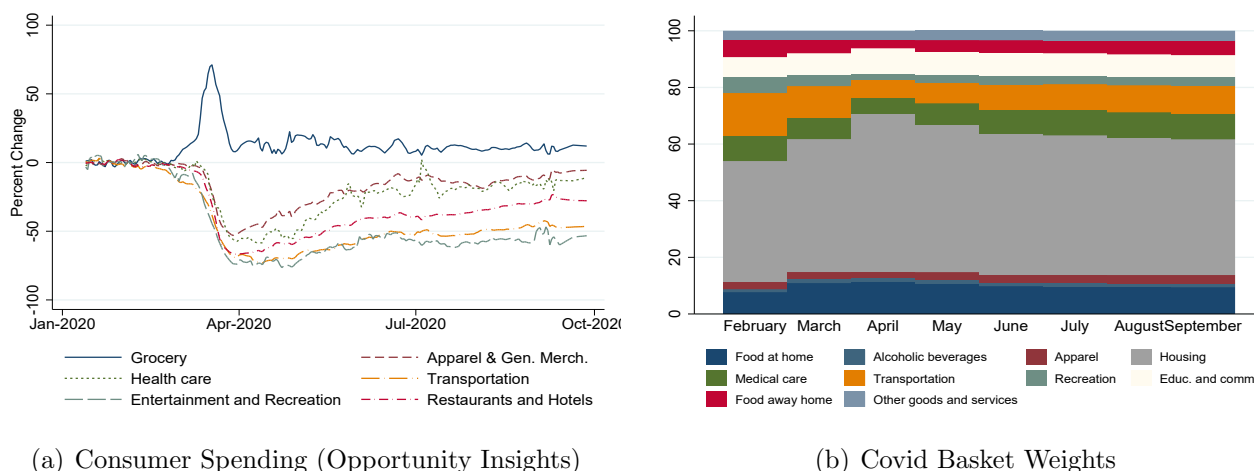 Percent Change
100
50
0
-50
-100
Jan-2020 Apr-2020 Jul-2020 Oct-202
Grocery Apparel & Gen. Merch.
Health care Transportation
Entertainment and Recreation Restaurants and Hotels
(a) Consumer Spending (Opportunity Insights)
100
80
60
40
20
0
February March April May June July August September
Food at home Alcoholic beverages Apparel Housing
Medical care Transportation Recreation Educ. and comm
Food away home Other goods and services
(b) Covid Basket Weights